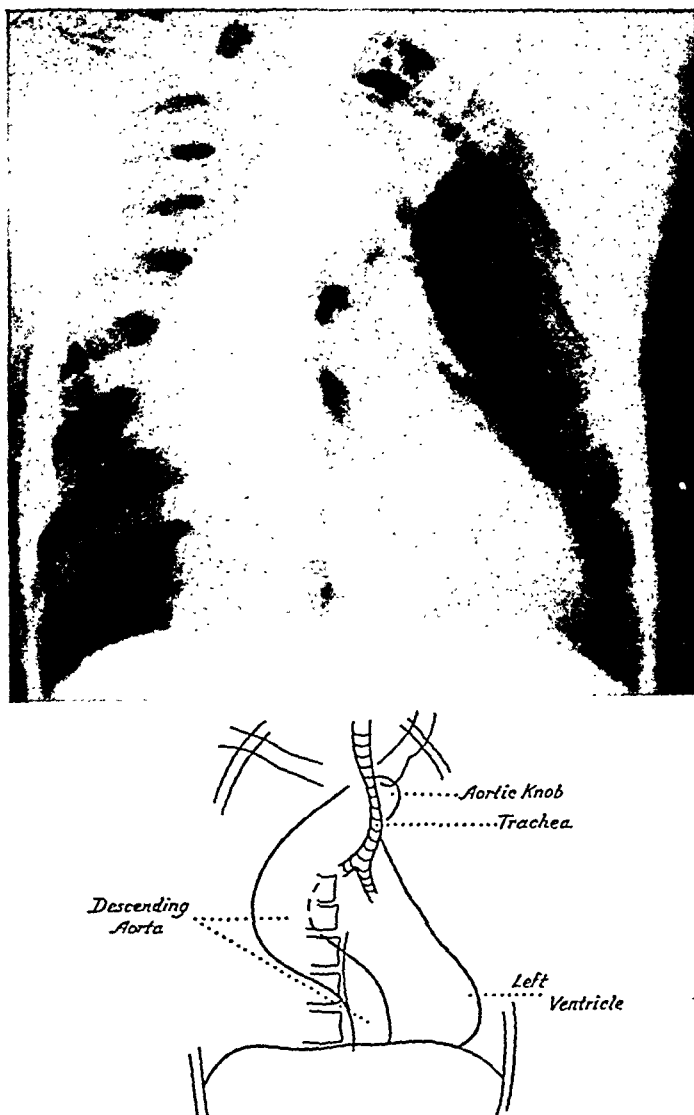 Aortic Knob
Trachea
Descending
Aorta
Left
Ventricle